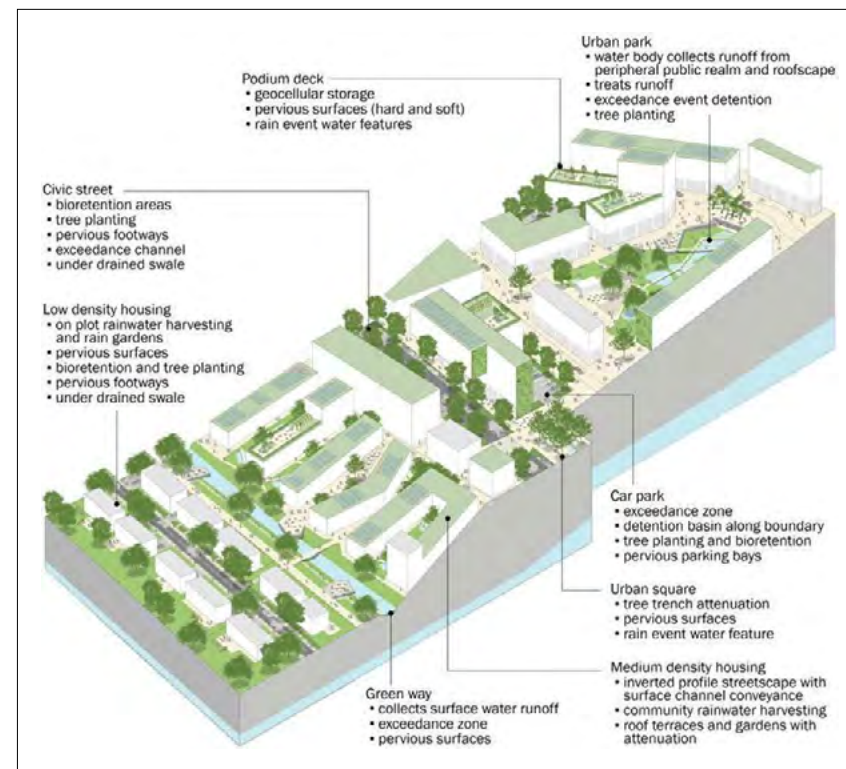 Urban park
• water body collects runoff from
peripheral public realm and roofscape
• treats runoff
• exceedance event detention
• tree planting
Podium deck
• geocellular storage
• pervious surfaces (hard and soft)
• rain event water features
Civic street
• bioretention areas
• tree planting
• pervious footways
• exceedance channel
• under drained swale
Low density housing
• on plot rainwater harvesting
and rain gardens
• pervious surfaces
• bioretention and tree planting
• pervious footways
• under drained swale
Car park
• exceedance zone
• detention basin along boundary
• tree planting and bioretention
• pervious parking bays
Urban square
• tree trench attenuation
• pervious surfaces
• rain event water feature
Medium density housing
• inverted profile streetscape with
surface channel conveyance
• community rainwater harvesting
• roof terraces and gardens with
attenuation
Green way
• collects surface water runoff
• exceedance zone
• pervious surfaces